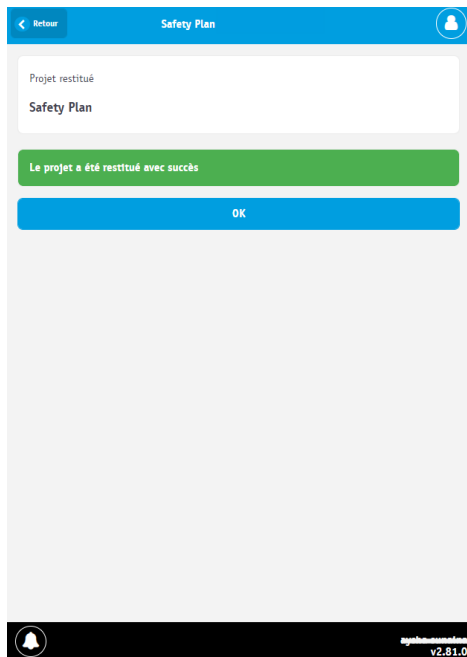 Retour
Safety Plan
Projet restitué
Safety Plan
Le projet a été restitué avec succès
OK
v2.81.0